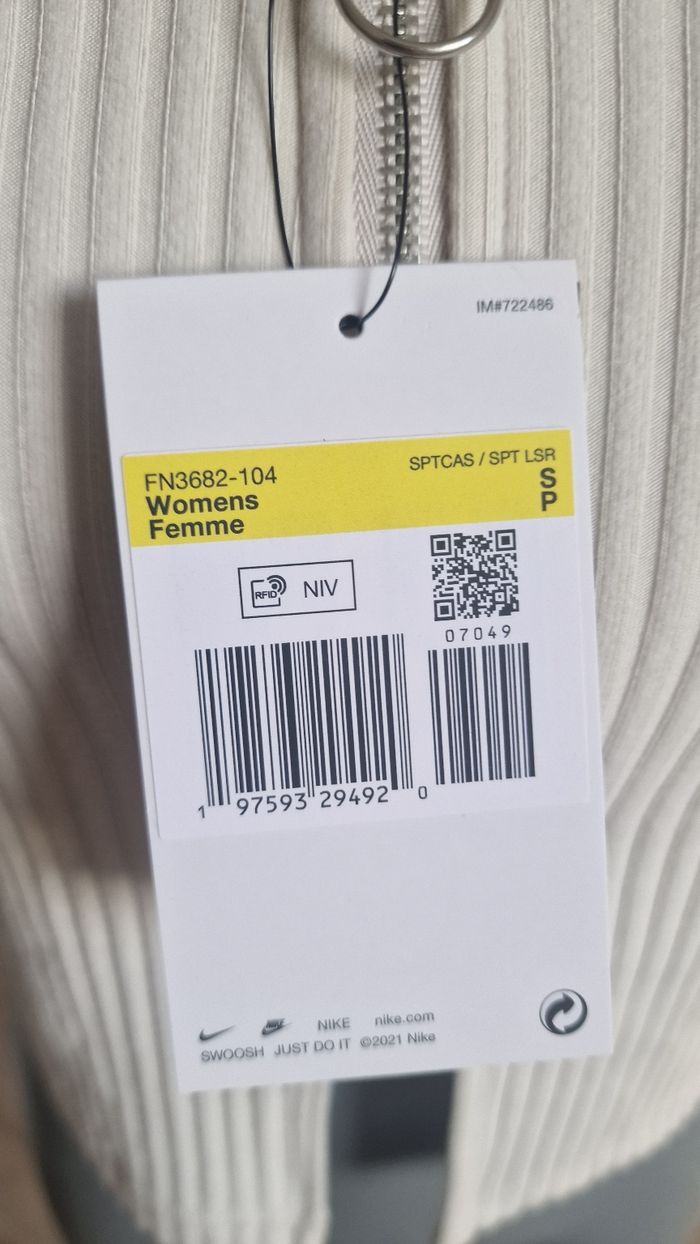 IM#722486
FN3682-104
SPTCAS / SPT LSR
Womens
S
Femme
P
RFID NIV
07049
1 97593 29492 0
NIKE nike.com
SWOOSH JUST DO IT ©2021 Nike